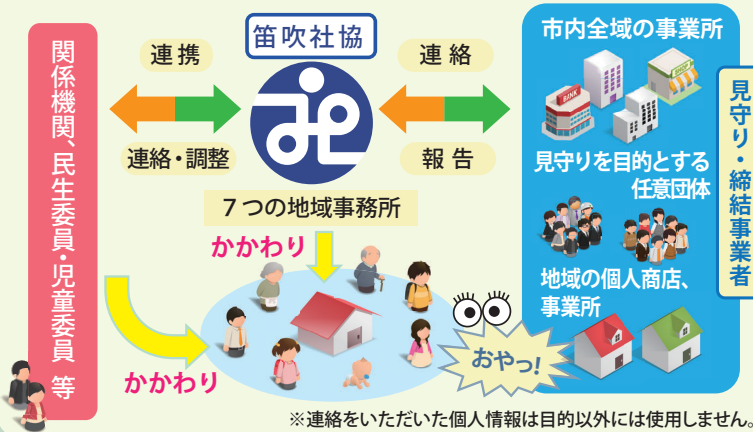 関係機関、民生委員・児童委員 等
連携
連絡・調整
笛吹社協
７つの地域事務所
連絡
報告
市内全域の事業所
BANK
SHOP
見守りを目的とする
任意団体
地域の個人商店、
事業所
見守り・締結事業者
かかわり
かかわり
おやっ!
※連絡をいただいた個人情報は目的以外には使用しません。